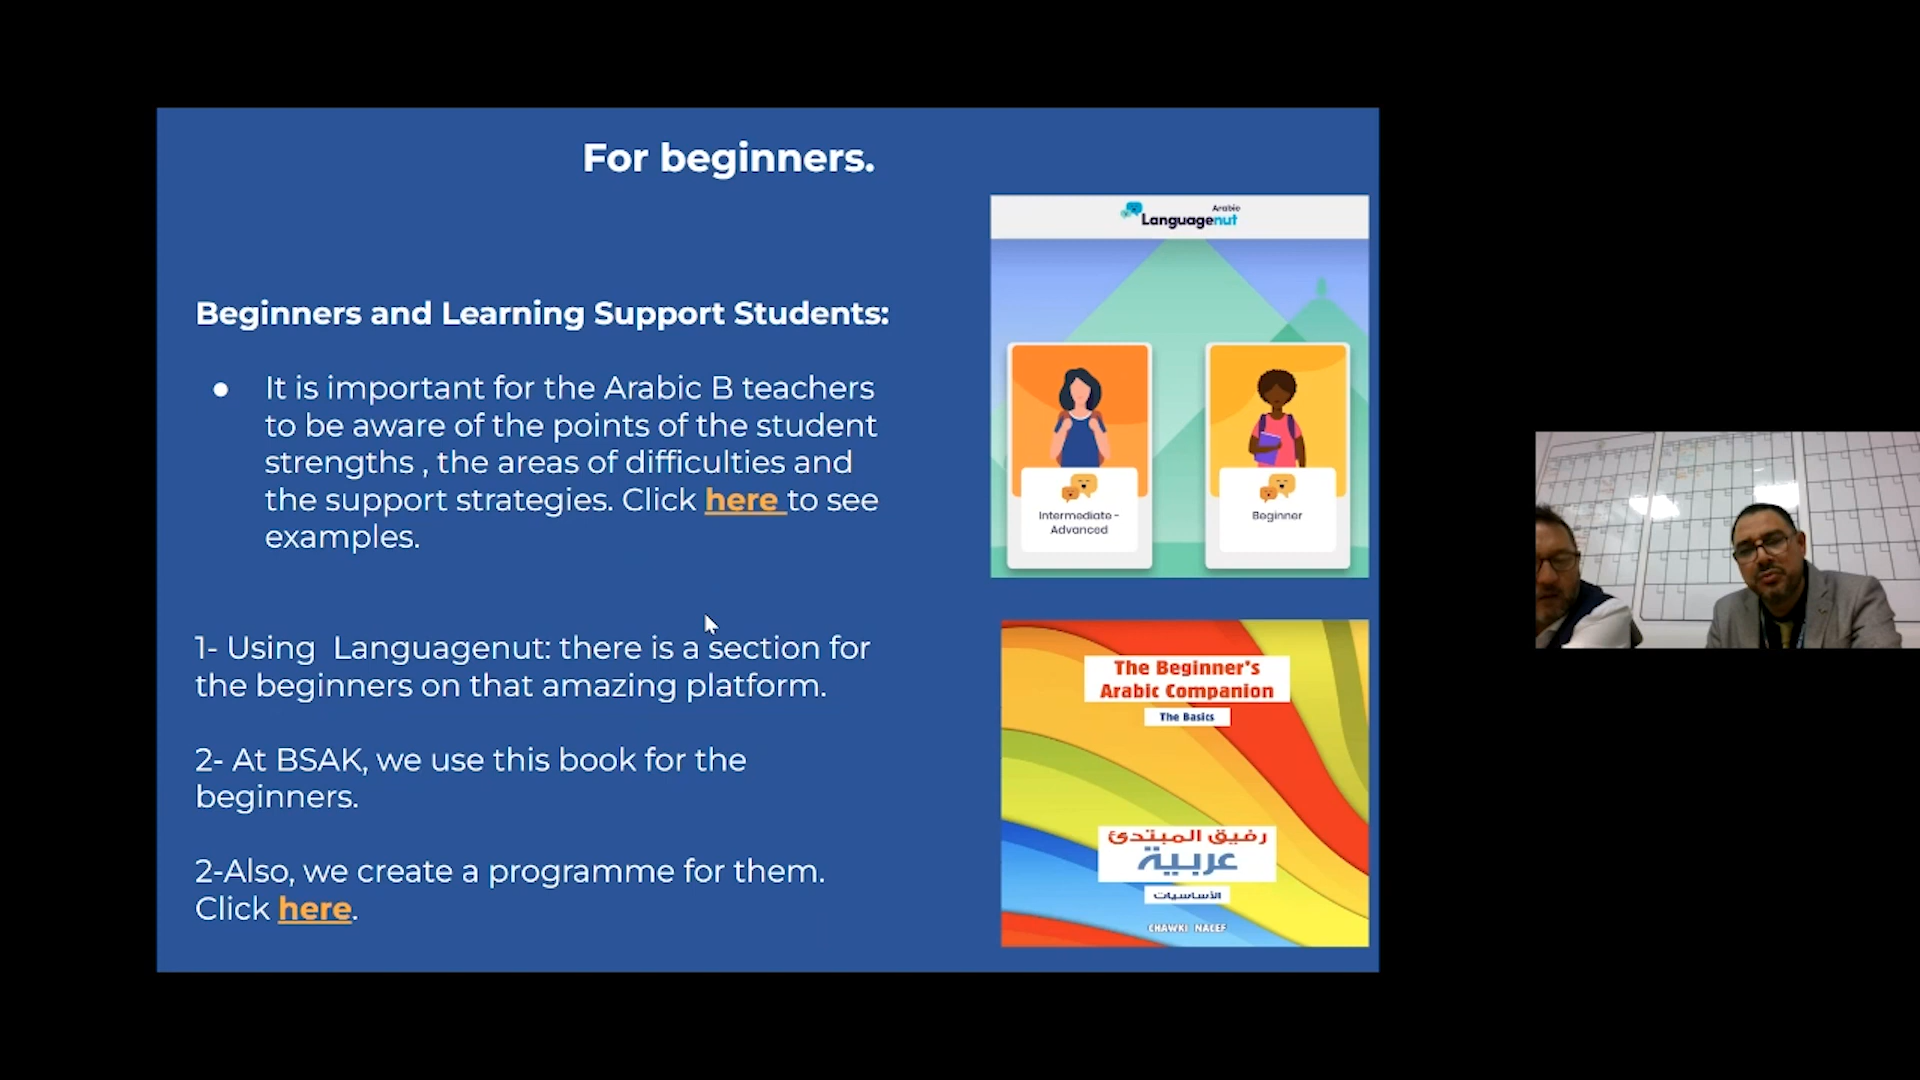 For beginners.
Beginners and Learning Support Students:
● It is important for the Arabic B teachers
to be aware of the points of the student
strengths , the areas of difficulties and
the support strategies. Click here to see
examples.
1- Using  Languagenut: there is a section for
the beginners on that amazing platform.
2- At BSAK, we use this book for the
beginners.
2-Also, we create a programme for them.
Click here.
Arabic
Languagenut
Intermediate -
Advanced
Beginner
The Beginner's
Arabic Companion
The Basics
رفيق المبتدئ
عربية
الأساسيات
CHAWKI NACEF